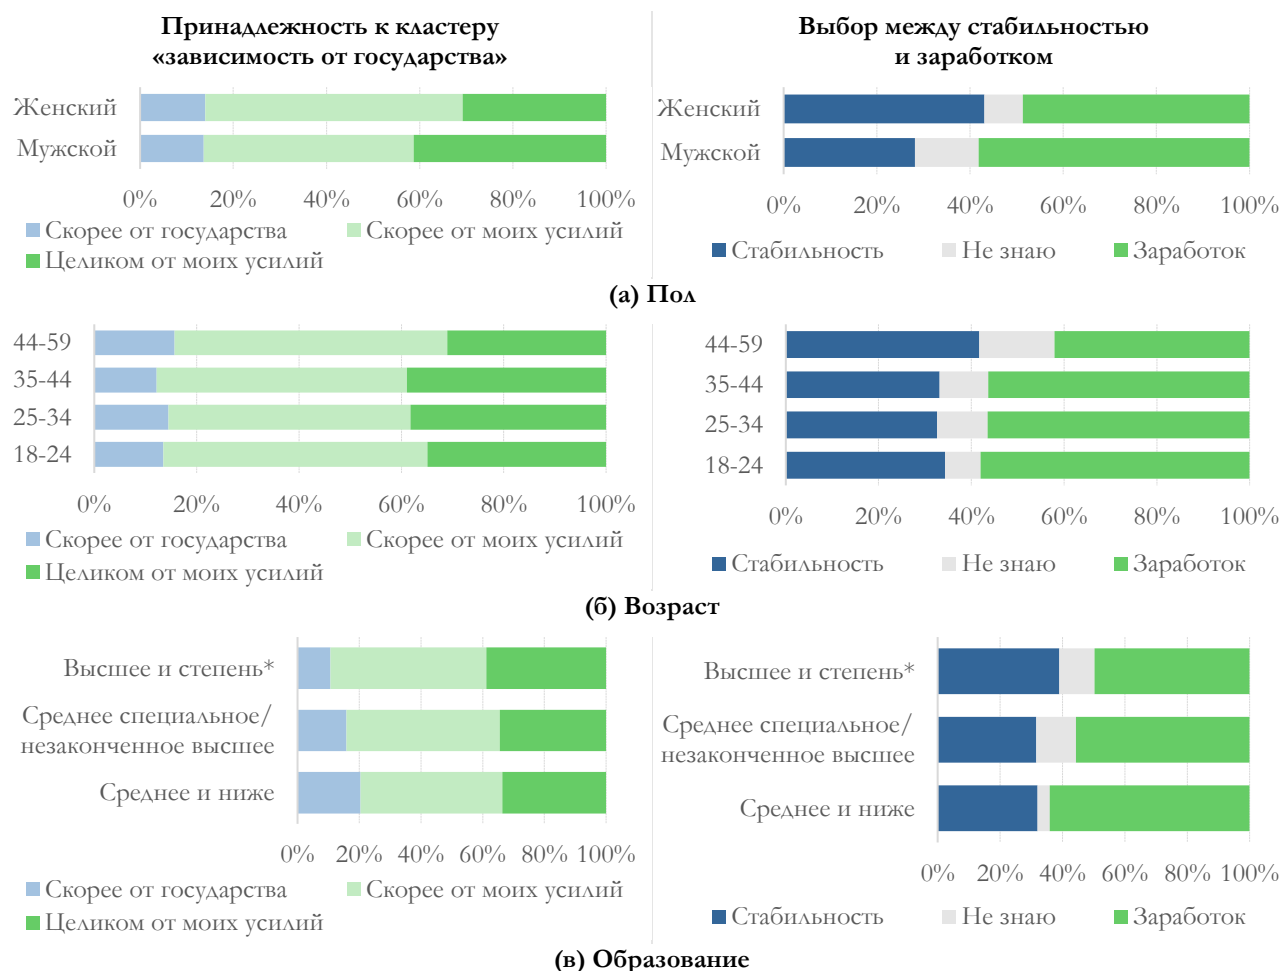 Принадлежность к кластеру
«зависимость от государства»
Женский
Мужской
0% 20% 40% 60% 80% 100%
Скорее от государства Скорее от моих усилий
Целиком от моих усилий
Выбор между стабильностью
и заработком
Женский
Мужской
0% 20% 40% 60% 80% 100%
Стабильность Не знаю Заработок
(а) Пол
44-59
35-44
25-34
18-24
0% 20% 40% 60% 80% 100%
Скорее от государства Скорее от моих усилий
Целиком от моих усилий
44-59
35-44
25-34
18-24
0% 20% 40% 60% 80% 100%
Стабильность Не знаю Заработок
(б) Возраст
Высшее и степень*
Среднее специальное/
незаконченное высшее
Среднее и ниже
0% 20% 40% 60% 80% 100%
Скорее от государства Скорее от моих усилий
Целиком от моих усилий
Высшее и степень*
Среднее специальное/
незаконченное высшее
Среднее и ниже
0% 20% 40% 60% 80% 100%
Стабильность Не знаю Заработок
(в) Образование